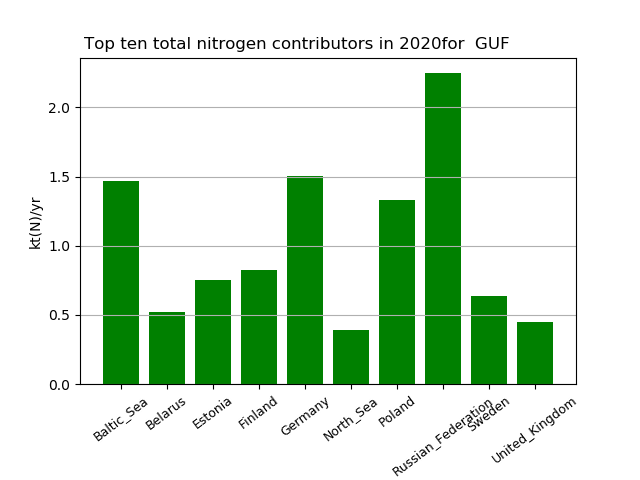 Top ten total nitrogen contributors in 2020for  GUF
kt(N)/yr
2.0
1.5
1.0
0.5
0.0
Baltic_Sea
Belarus
Estonia
Finland
Germany
North_Sea
Poland
Russian_Federation
Sweden
United_Kingdom